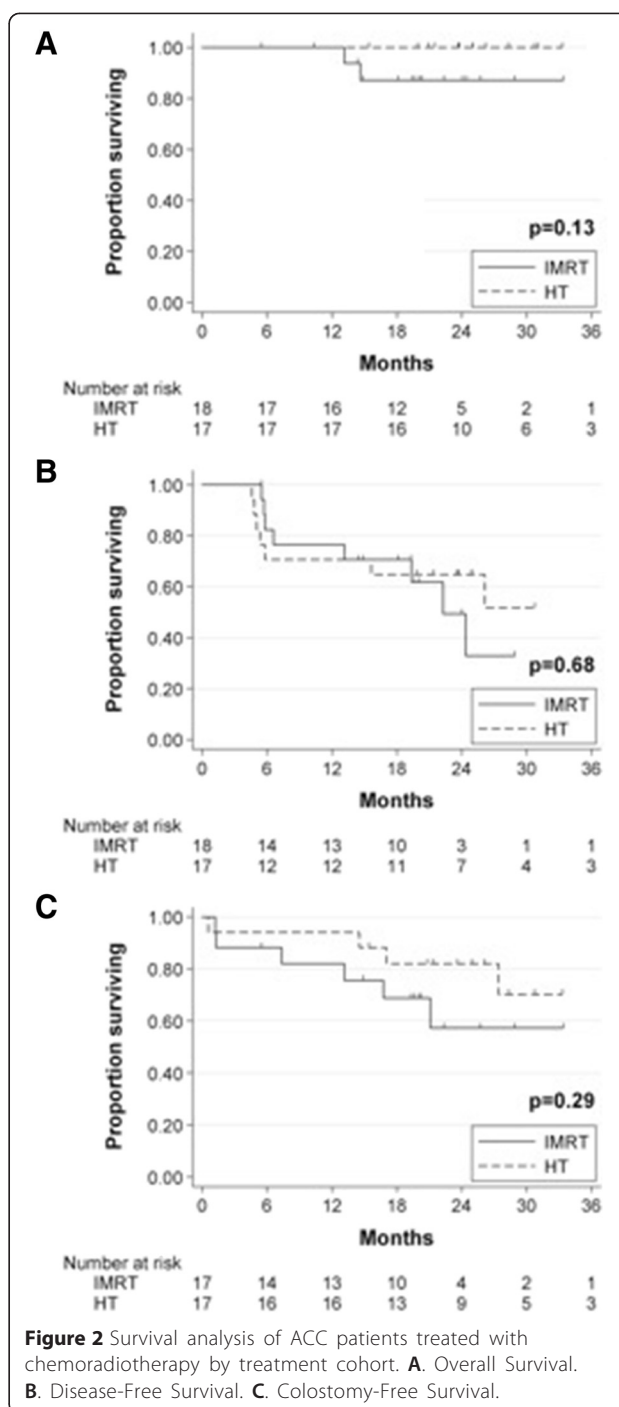 A
Proportion surviving
1.00
0.80
0.60
0.40
0.20
0.00
p=0.13
IMRT
HT
0 6 12 18 24 30 36
Months
Number at risk
IMRT 18 17 16 12 5 2 1
HT 17 17 17 16 10 6 3
B
Proportion surviving
1.00
0.80
0.60
0.40
0.20
0.00
p=0.68
IMRT
HT
0 6 12 18 24 30 36
Months
Number at risk
IMRT 18 14 13 10 3 1 1
HT 17 12 12 11 7 4 3
C
Proportion surviving
1.00
0.80
0.60
0.40
0.20
0.00
p=0.29
IMRT
HT
0 6 12 18 24 30 36
Months
Number at risk
IMRT 17 14 13 10 4 2 1
HT 17 16 16 13 9 5 3
Figure 2 Survival analysis of ACC patients treated with
chemoradiotherapy by treatment cohort. A. Overall Survival.
B. Disease-Free Survival. C. Colostomy-Free Survival.